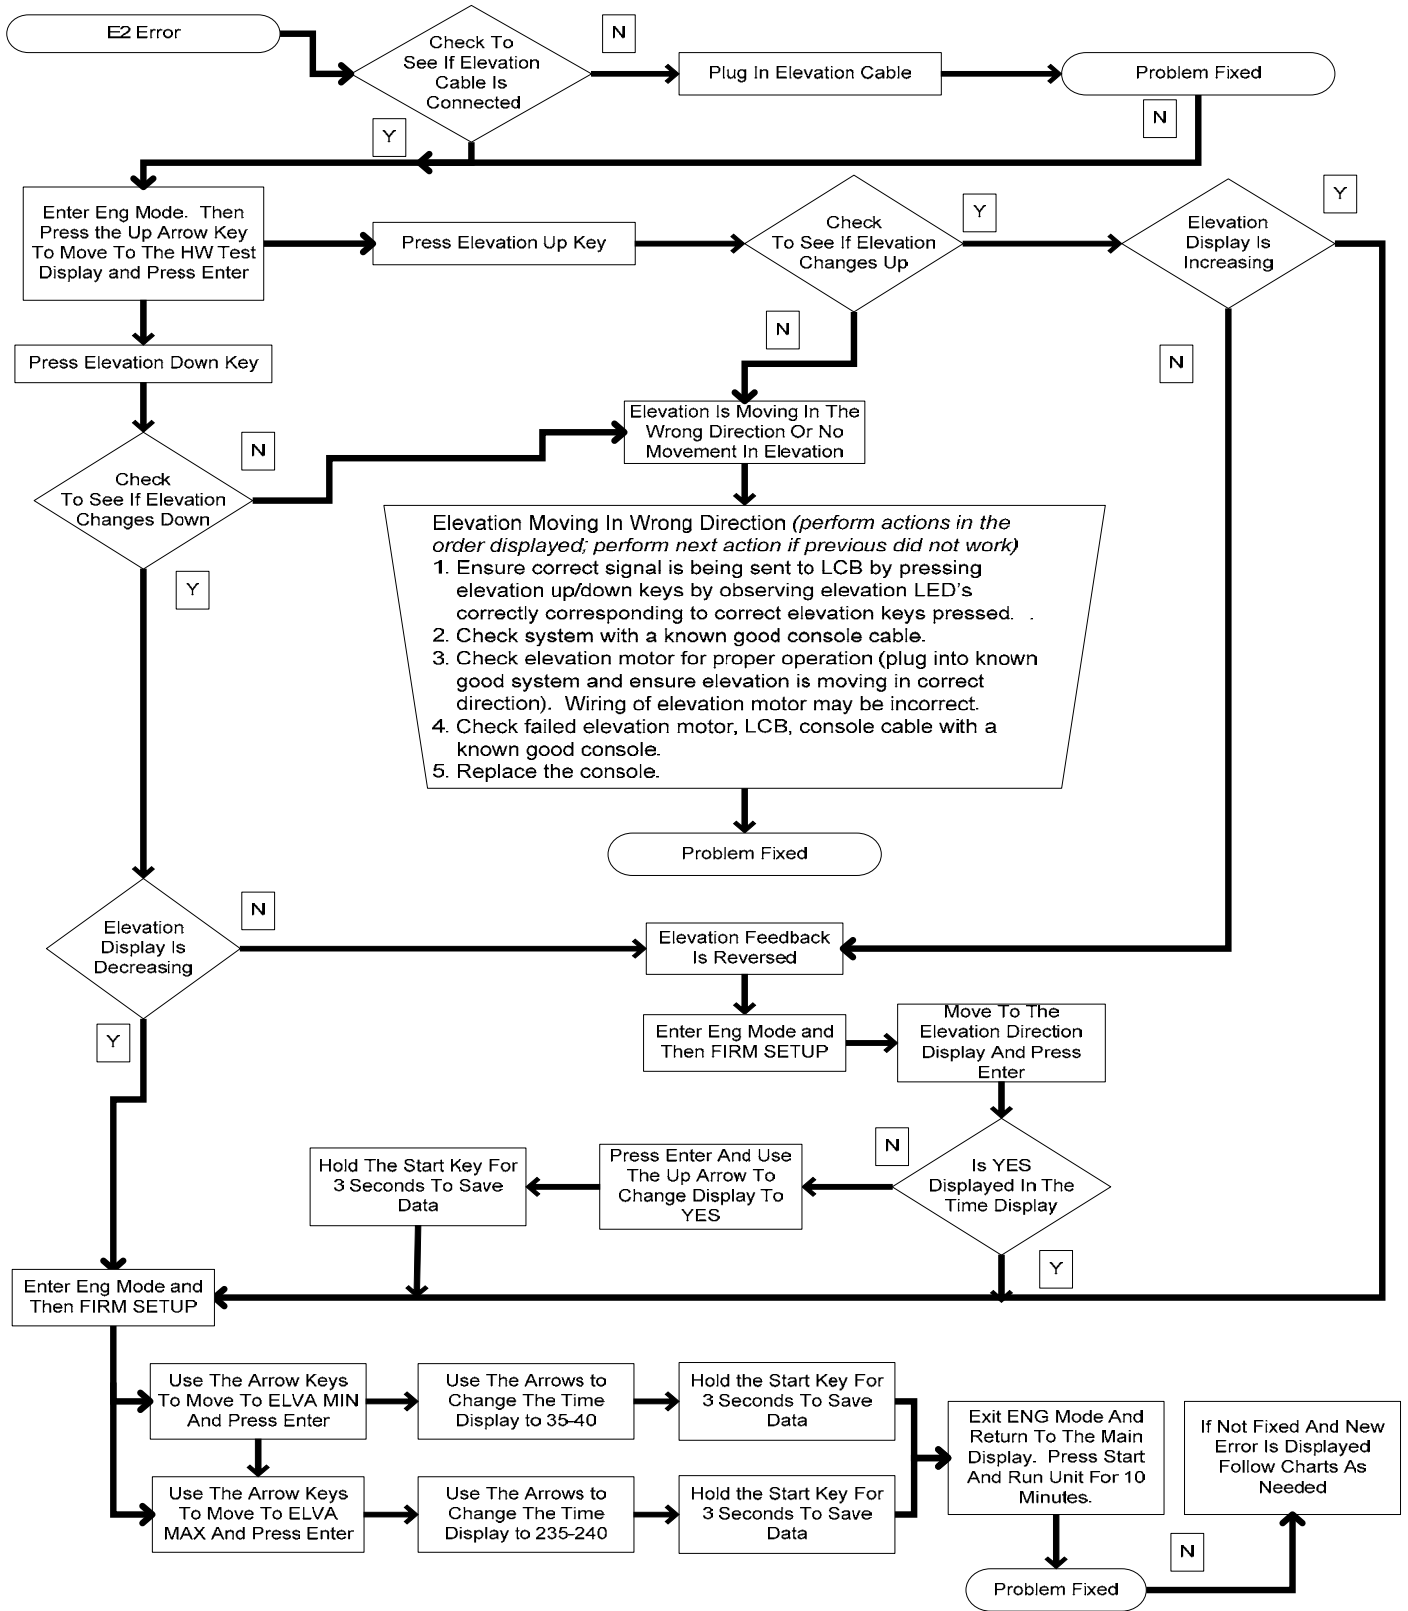 E2 Error
Check To
See If Elevation
Cable Is
Connected
N
Plug In Elevation Cable
Problem Fixed
N
Y
Enter Eng Mode. Then
Press the Up Arrow Key
To Move To The HW Test
Display and Press Enter
Press Elevation Up Key
Check
To See If Elevation
Changes Up
Y
Elevation
Display Is
Increasing
Y
N
N
Press Elevation Down Key
Elevation Is Moving In The
Wrong Direction Or No
Movement In Elevation
Check
To See If Elevation
Changes Down
N
Y
Elevation Moving In Wrong Direction (perform actions in the
order displayed; perform next action if previous did not work)
1. Ensure correct signal is being sent to LCB by pressing
elevation up/down keys by observing elevation LED's
correctly corresponding to correct elevation keys pressed. .
2. Check system with a known good console cable.
3. Check elevation motor for proper operation (plug into known
good system and ensure elevation is moving in correct
direction). Wiring of elevation motor may be incorrect.
4. Check failed elevation motor, LCB, console cable with a
known good console.
5. Replace the console.
Problem Fixed
Elevation
Display Is
Decreasing
N
Y
Elevation Feedback
Is Reversed
Enter Eng Mode and
Then FIRM SETUP
Move To The
Elevation Direction
Display And Press
Enter
Is YES
Displayed In The
Time Display
N
Y
Press Enter And Use
The Up Arrow To
Change Display To
YES
Hold The Start Key For
3 Seconds To Save
Data
Enter Eng Mode and
Then FIRM SETUP
Use The Arrow Keys
To Move To ELVA MIN
And Press Enter
Use The Arrows to
Change The Time
Display to 35-40
Hold the Start Key For
3 Seconds To Save
Data
Use The Arrow Keys
To Move To ELVA
MAX And Press Enter
Use The Arrows to
Change The Time
Display to 235-240
Hold the Start Key For
3 Seconds To Save
Data
Exit ENG Mode And
Return To The Main
Display. Press Start
And Run Unit For 10
Minutes.
If Not Fixed And New
Error Is Displayed
Follow Charts As
Needed
Problem Fixed
N